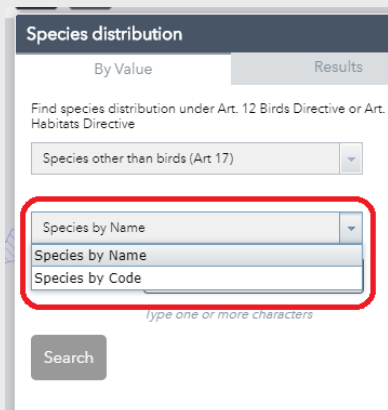 Species distribution
By Value
Results
Find species distribution under Art. 12 Birds Directive or Art.
Habitats Directive
Species other than birds (Art 17)
Species by Name
Species by Name
Species by Code
Type one or more characters
Search